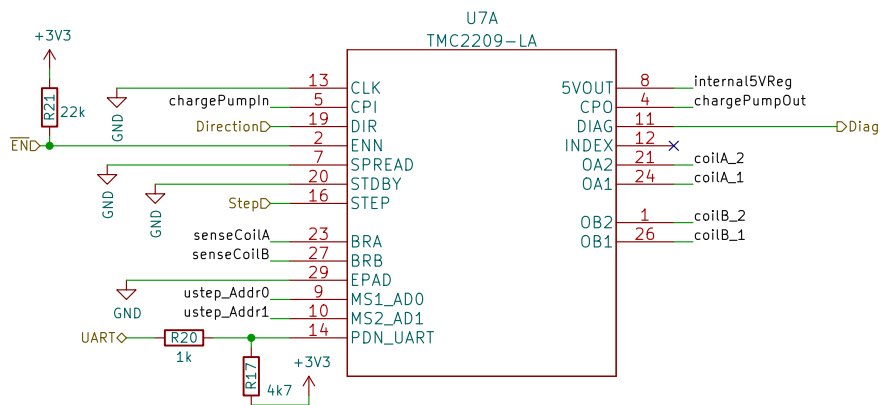 U7A
TMC2209-LA
+3V3
R21
22k
EN
GND
chargePumpIn
Direction
GND
GND
Step
senseCoilA
senseCoilB
GND
ustep_Addr0
ustep_Addr1
UART
R20
1k
R17
4k7
+3V3
13 CLK
5 CPI
19 DIR
2 ENN
7 SPREAD
20 STDBY
16 STEP
23 BRA
27 BRB
29 EPAD
9 MS1_AD0
10 MS2_AD1
14 PDN_UART
5VOUT 8 internal5VReg
CPO 4 chargePumpOut
DIAG 11 Diag
INDEX 12
OA2 21 coilA_2
OA1 24 coilA_1
OB2 1 coilB_2
OB1 26 coilB_1